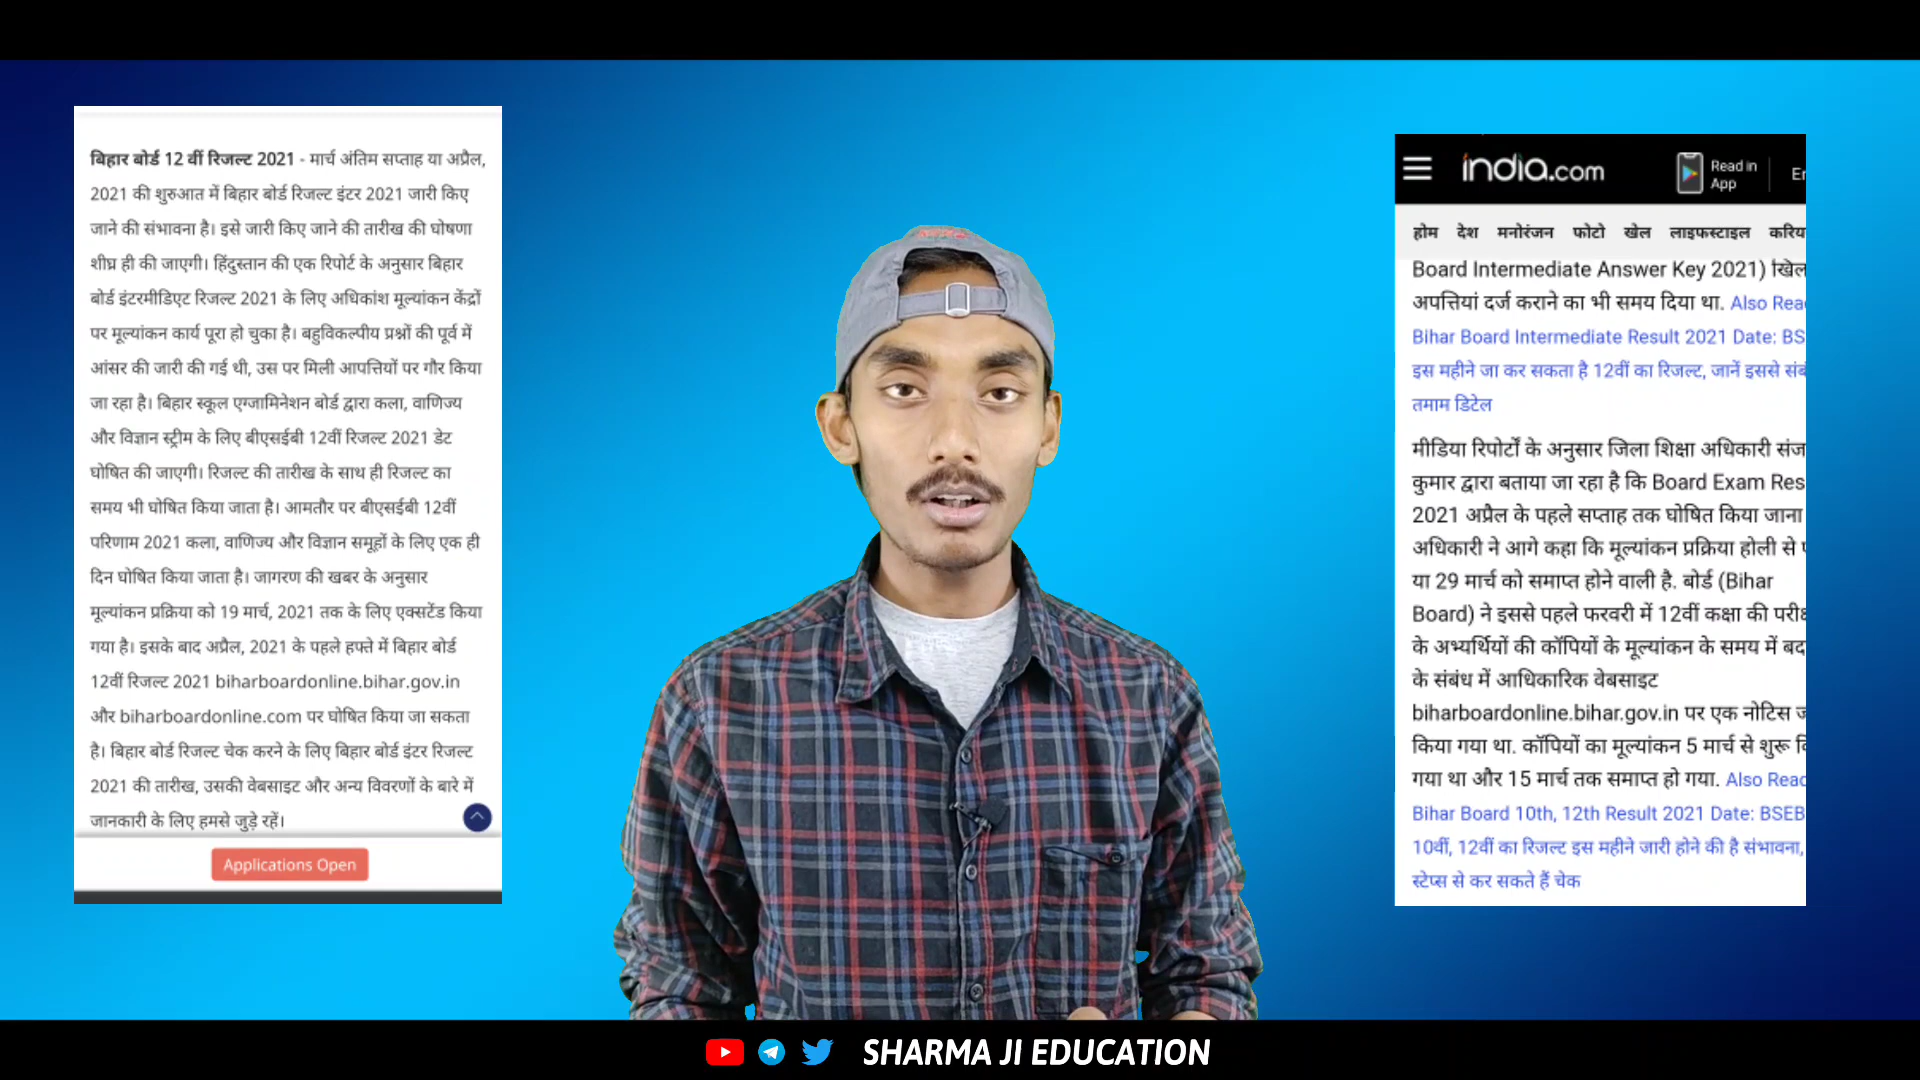 बिहार बोर्ड 12 वीं रिजल्ट 2021 - मार्च अंतिम सप्ताह या अप्रैल,
2021 की शुरुआत में बिहार बोर्ड रिजल्ट इंटर 2021 जारी किए
जाने की संभावना है। इसे जारी किए जाने की तारीख की घोषणा
शीघ्र ही की जाएगी। हिंदुस्तान की एक रिपोर्ट के अनुसार बिहार
बोर्ड इंटरमीडिएट रिजल्ट 2021 के लिए अधिकांश मूल्यांकन केंद्रों
पर मूल्यांकन कार्य पूरा हो चुका है। बहुविकल्पीय प्रश्नों की पूर्व में
आंसर की जारी की गई थी, उस पर मिली आपत्तियों पर गौर किया
जा रहा है। बिहार स्कूल एग्जामिनेशन बोर्ड द्वारा कला, वाणिज्य
और विज्ञान स्ट्रीम के लिए बीएसईबी 12वीं रिजल्ट 2021 डेट
घोषित की जाएगी। रिजल्ट की तारीख के साथ ही रिजल्ट का
समय भी घोषित किया जाता है। आमतौर पर बीएसईबी 12वीं
परिणाम 2021 कला, वाणिज्य और विज्ञान समूहों के लिए एक ही
दिन घोषित किया जाता है। जागरण की खबर के अनुसार
मूल्यांकन प्रक्रिया को 19 मार्च, 2021 तक के लिए एक्सटेंड किया
गया है। इसके बाद अप्रैल, 2021 के पहले हफ्ते में बिहार बोर्ड
12वीं रिजल्ट 2021 biharboardonline.bihar.gov.in
और biharboardonline.com पर घोषित किया जा सकता
है। बिहार बोर्ड रिजल्ट चेक करने के लिए बिहार बोर्ड इंटर रिजल्ट
2021 की तारीख, उसकी वेबसाइट और अन्य विवरणों के बारे में
जानकारी के लिए हमसे जुड़े रहें।
Applications Open
india.com Read in App
होम देश मनोरंजन फोटो खेल लाइफस्टाइल
Board Intermediate Answer Key 2021)
अपत्तियां दर्ज कराने का भी समय दिया था. Also
Bihar Board Intermediate Result 2021 Date:
इस महीने जा कर सकता है 12वीं का रिजल्ट, जानें इससे
तमाम डिटेल
मीडिया रिपोर्टों के अनुसार जिला शिक्षा अधिकारी
कुमार द्वारा बताया जा रहा है कि Board Exam
2021 अप्रैल के पहले सप्ताह तक घोषित किया जाना
अधिकारी ने आगे कहा कि मूल्यांकन प्रक्रिया होली से
या 29 मार्च को समाप्त होने वाली है. बोर्ड (Bihar
Board) ने इससे पहले फरवरी में 12वीं कक्षा की
के अभ्यर्थियों की कॉपियों के मूल्यांकन के समय में
के संबंध में आधिकारिक वेबसाइट
biharboardonline.bihar.gov.in पर एक नोटिस
किया गया था. कॉपियों का मूल्यांकन 5 मार्च से शुरू
गया था और 15 मार्च तक समाप्त हो गया. Also
Bihar Board 10th, 12th Result 2021 Date: BSEB
10वीं, 12वीं का रिजल्ट इस महीने जारी होने की है संभावना,
स्टेप्स से कर सकते हैं चेक
SHARMA JI EDUCATION